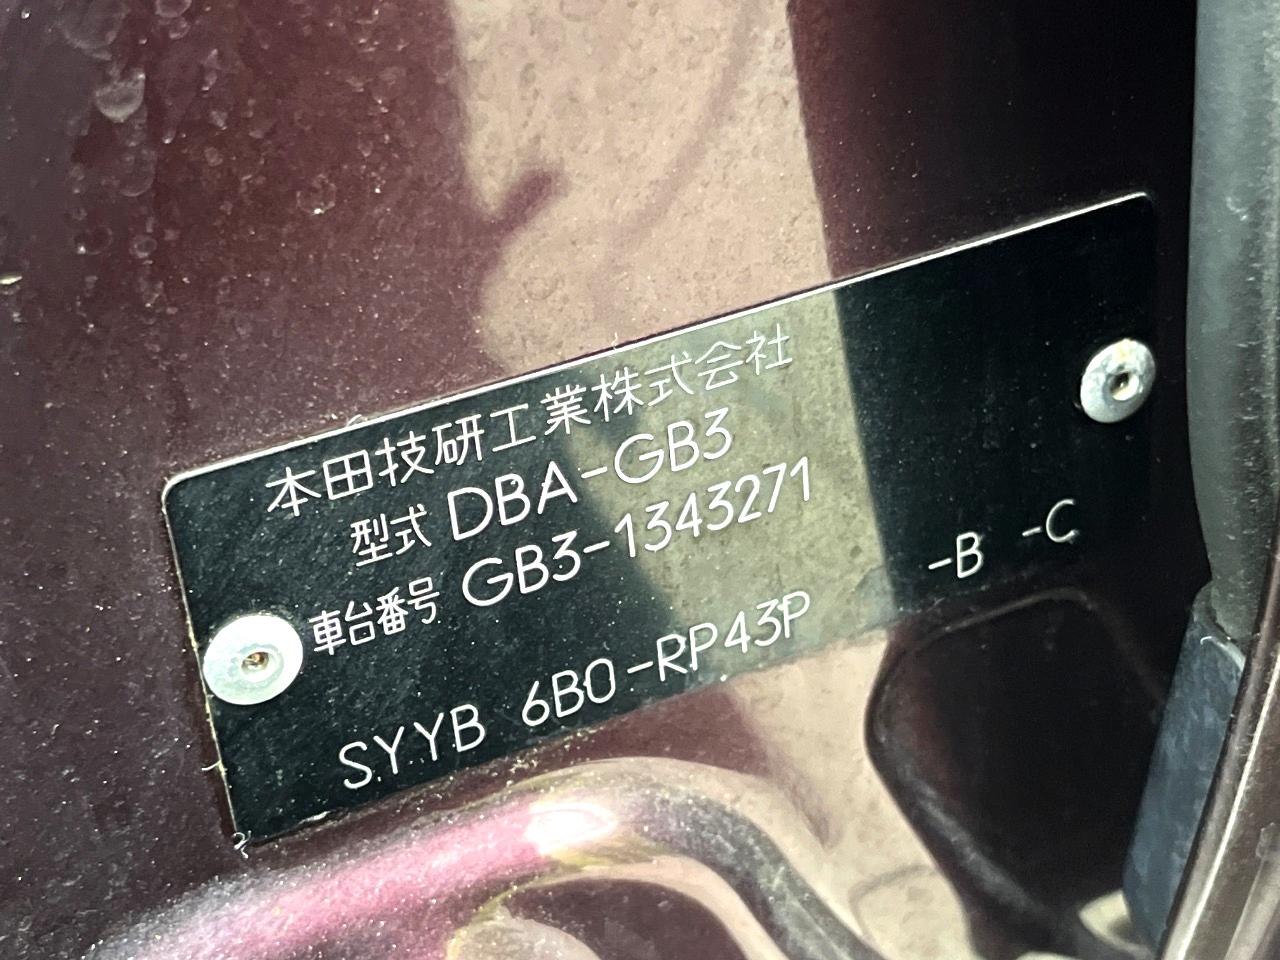 本田技研工業株式会社
型式 DBA-GB3
車台番号 GB3-1343271
SYYB 6B0-RP43P -B -C